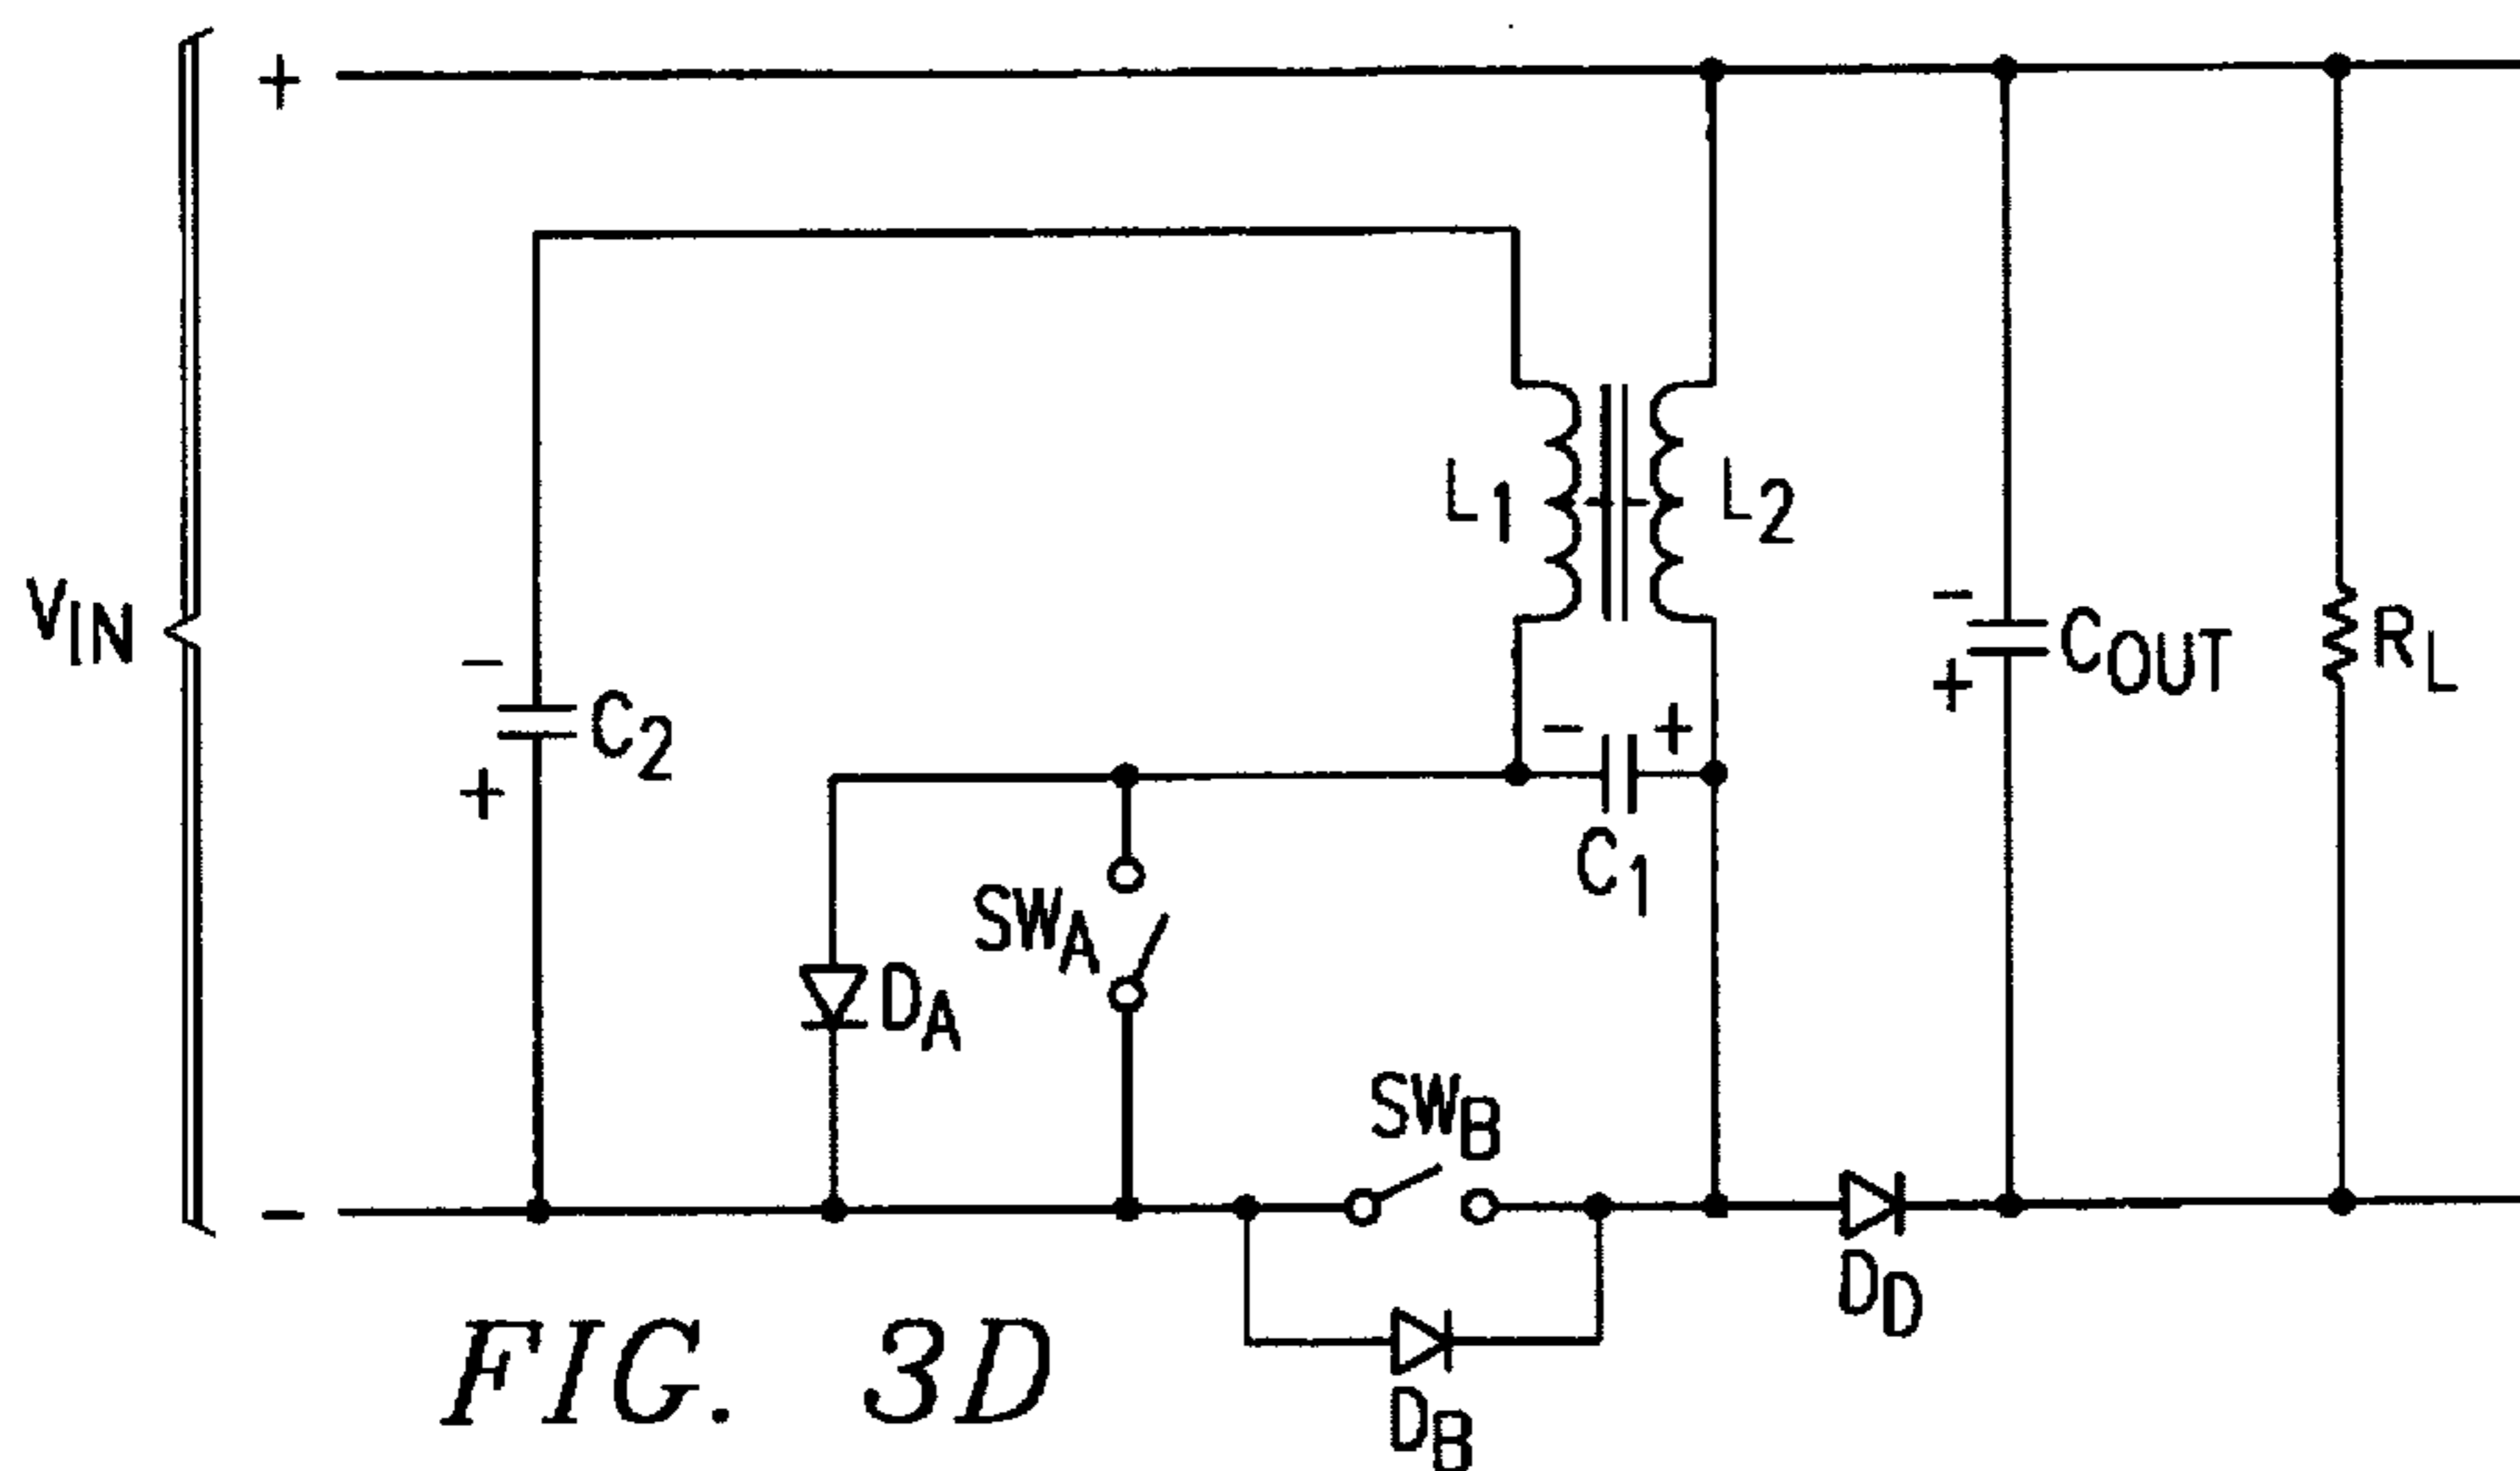 +
L1
L2
VIN
-
COUT
+
RL
-
C2
+
- +
C1
SWA
DA
SWB
-
DD
DB
FIG. 3D